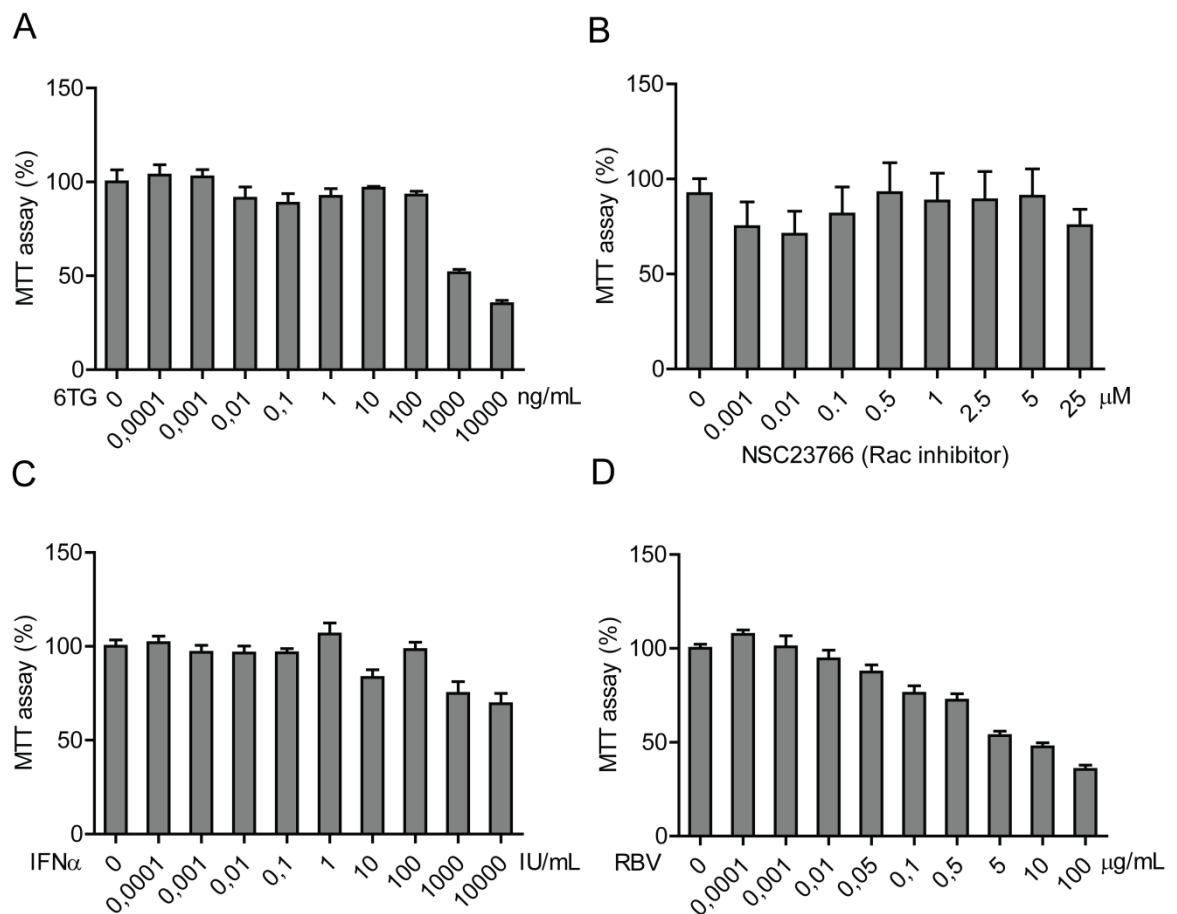 A
150
100
50
0
MTT assay (%)
6TG 0 0,0001 0,001 0,01 0,1 1 10 100 1000 10000 ng/mL
B
150
100
50
0
MTT assay (%)
0 0.001 0.01 0.1 0.5 1 2.5 5 25 μM
NSC23766 (Rac inhibitor)
C
150
100
50
0
MTT assay (%)
IFNα 0 0,0001 0,001 0,01 0,1 1 10 100 1000 10000 IU/mL
D
150
100
50
0
MTT assay (%)
RBV 0 0,0001 0,001 0,01 0,05 0,1 0,5 5 10 100 μg/mL